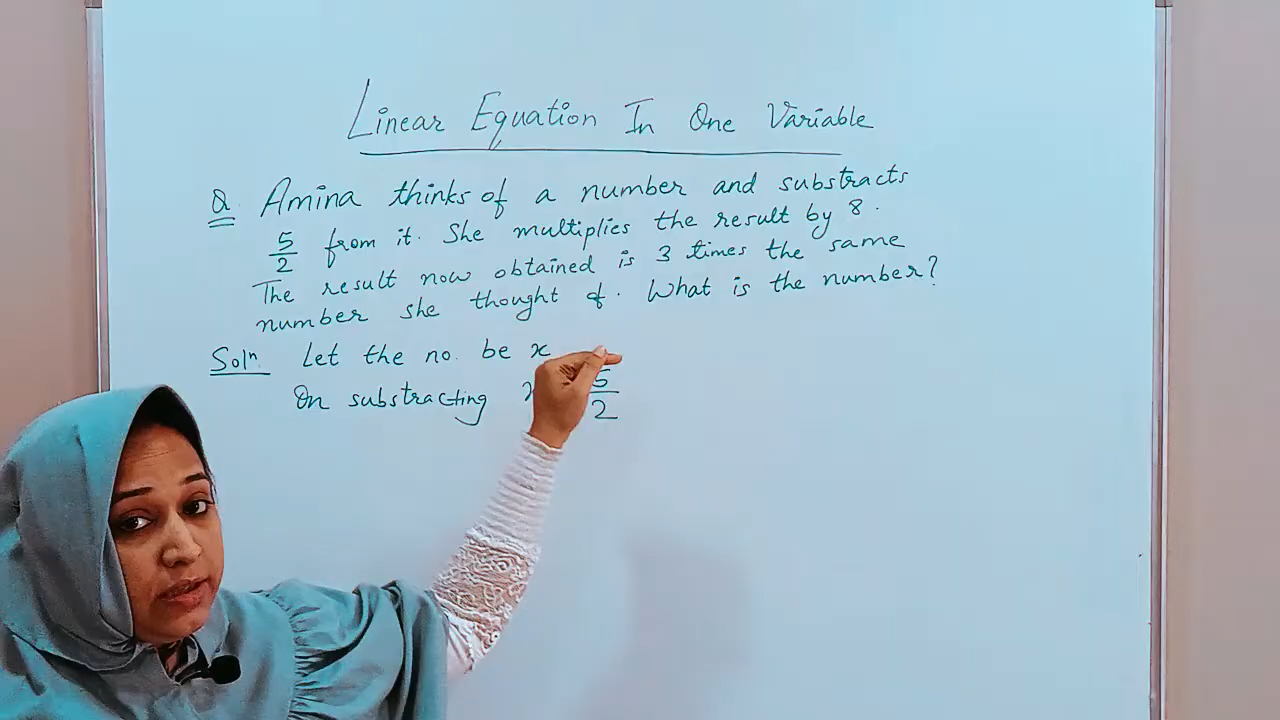 Linear Equation In One Variable
Q. Amina thinks of a number and substracts
5/2 from it. She multiplies the result by 8.
The result now obtained is 3 times the same
number she thought of. What is the number?
Soln. Let the no. be x
On substracting x 5/2